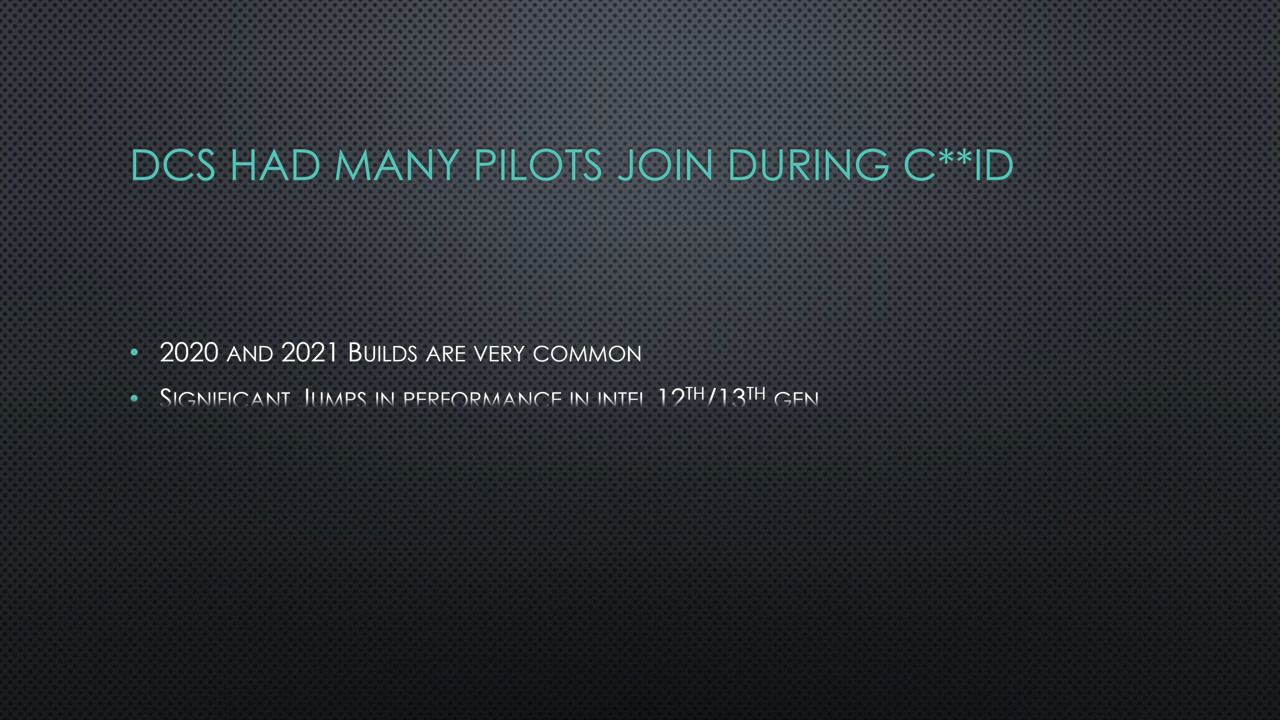 DCS HAD MANY PILOTS JOIN DURING C**ID
• 2020 AND 2021 BUILDS ARE VERY COMMON
• SIGNIFICANT JUMPS IN PERFORMANCE IN INTEL 12TH/13TH GEN